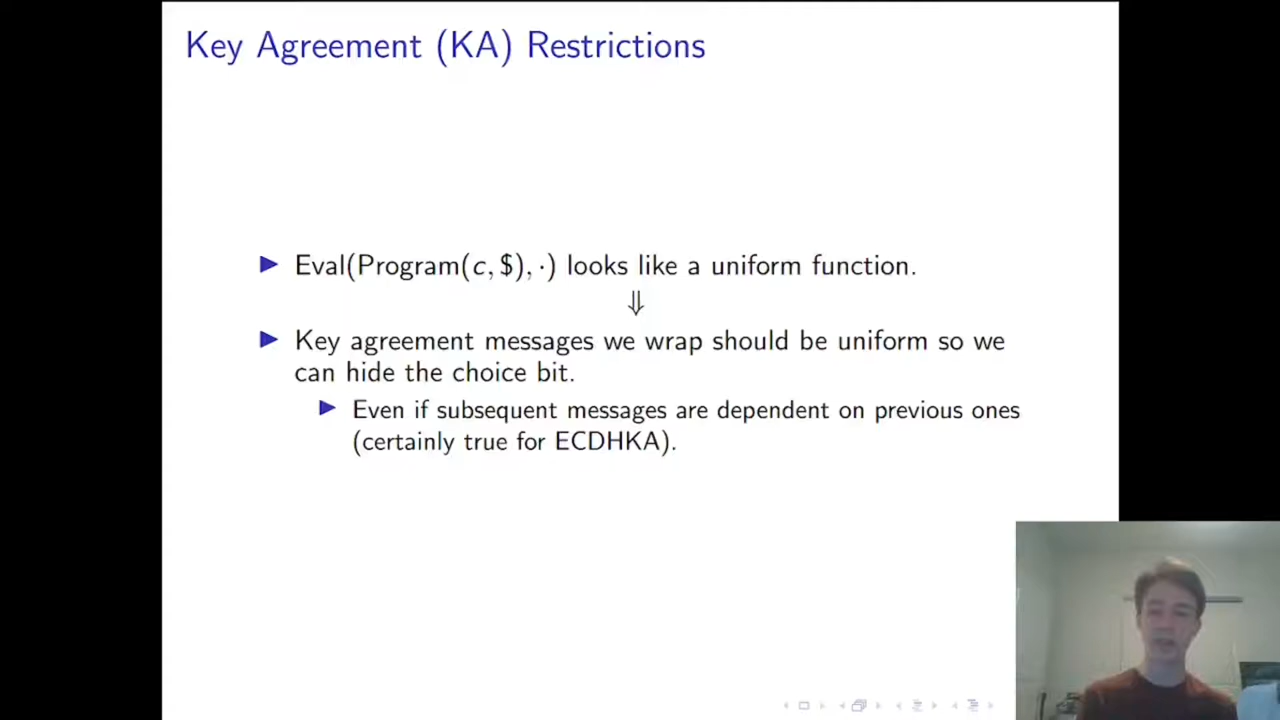 Key Agreement (KA) Restrictions
▶ Eval(Program(c, $), ·) looks like a uniform function.
⇓
▶ Key agreement messages we wrap should be uniform so we
can hide the choice bit.
▶ Even if subsequent messages are dependent on previous ones
(certainly true for ECDHKA).